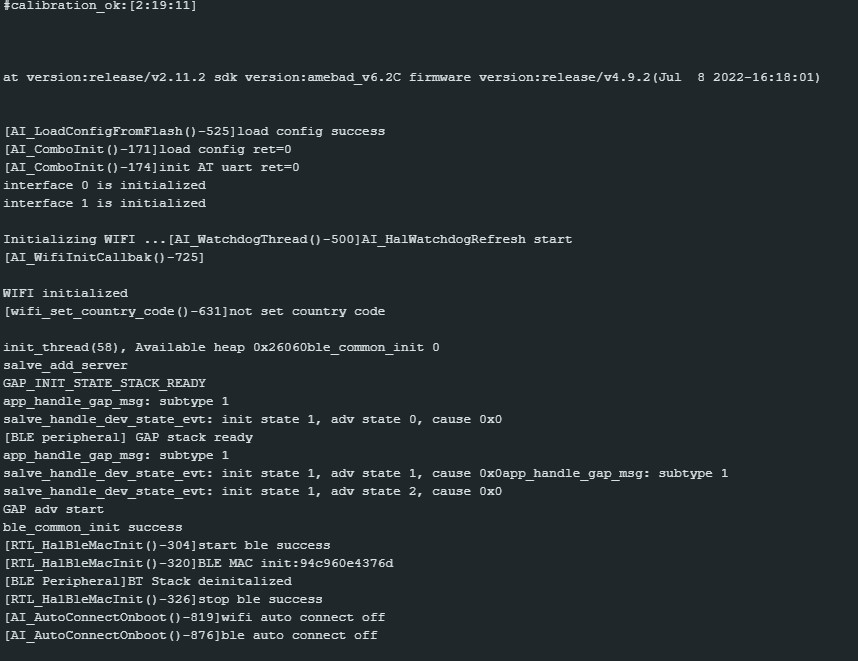 #calibration_ok:[2:19:11]
at version:release/v2.11.2 sdk version:amebad_v6.2C firmware version:release/v4.9.2(Jul  8 2022-16:18:01)
[AI_LoadConfigFromFlash()-525]load config success
[AI_ComboInit()-171]load config ret=0
[AI_ComboInit()-174]init AT uart ret=0
interface 0 is initialized
interface 1 is initialized
Initializing WIFI ...[AI_WatchdogThread()-500]AI_HalWatchdogRefresh start
[AI_WifiInitCallbak()-725]
WIFI initialized
[wifi_set_country_code()-631]not set country code
init_thread(58), Available heap 0x26060ble_common_init 0
salve_add_server
GAP_INIT_STATE_STACK_READY
app_handle_gap_msg: subtype 1
salve_handle_dev_state_evt: init state 1, adv state 0, cause 0x0
[BLE peripheral] GAP stack ready
app_handle_gap_msg: subtype 1
salve_handle_dev_state_evt: init state 1, adv state 1, cause 0x0app_handle_gap_msg: subtype 1
salve_handle_dev_state_evt: init state 1, adv state 2, cause 0x0
GAP adv start
ble_common_init success
[RTL_HalBleMacInit()-304]start ble success
[RTL_HalBleMacInit()-320]BLE MAC init:94c960e4376d
[BLE Peripheral]BT Stack deinitalized
[RTL_HalBleMacInit()-326]stop ble success
[AI_AutoConnectOnboot()-819]wifi auto connect off
[AI_AutoConnectOnboot()-876]ble auto connect off